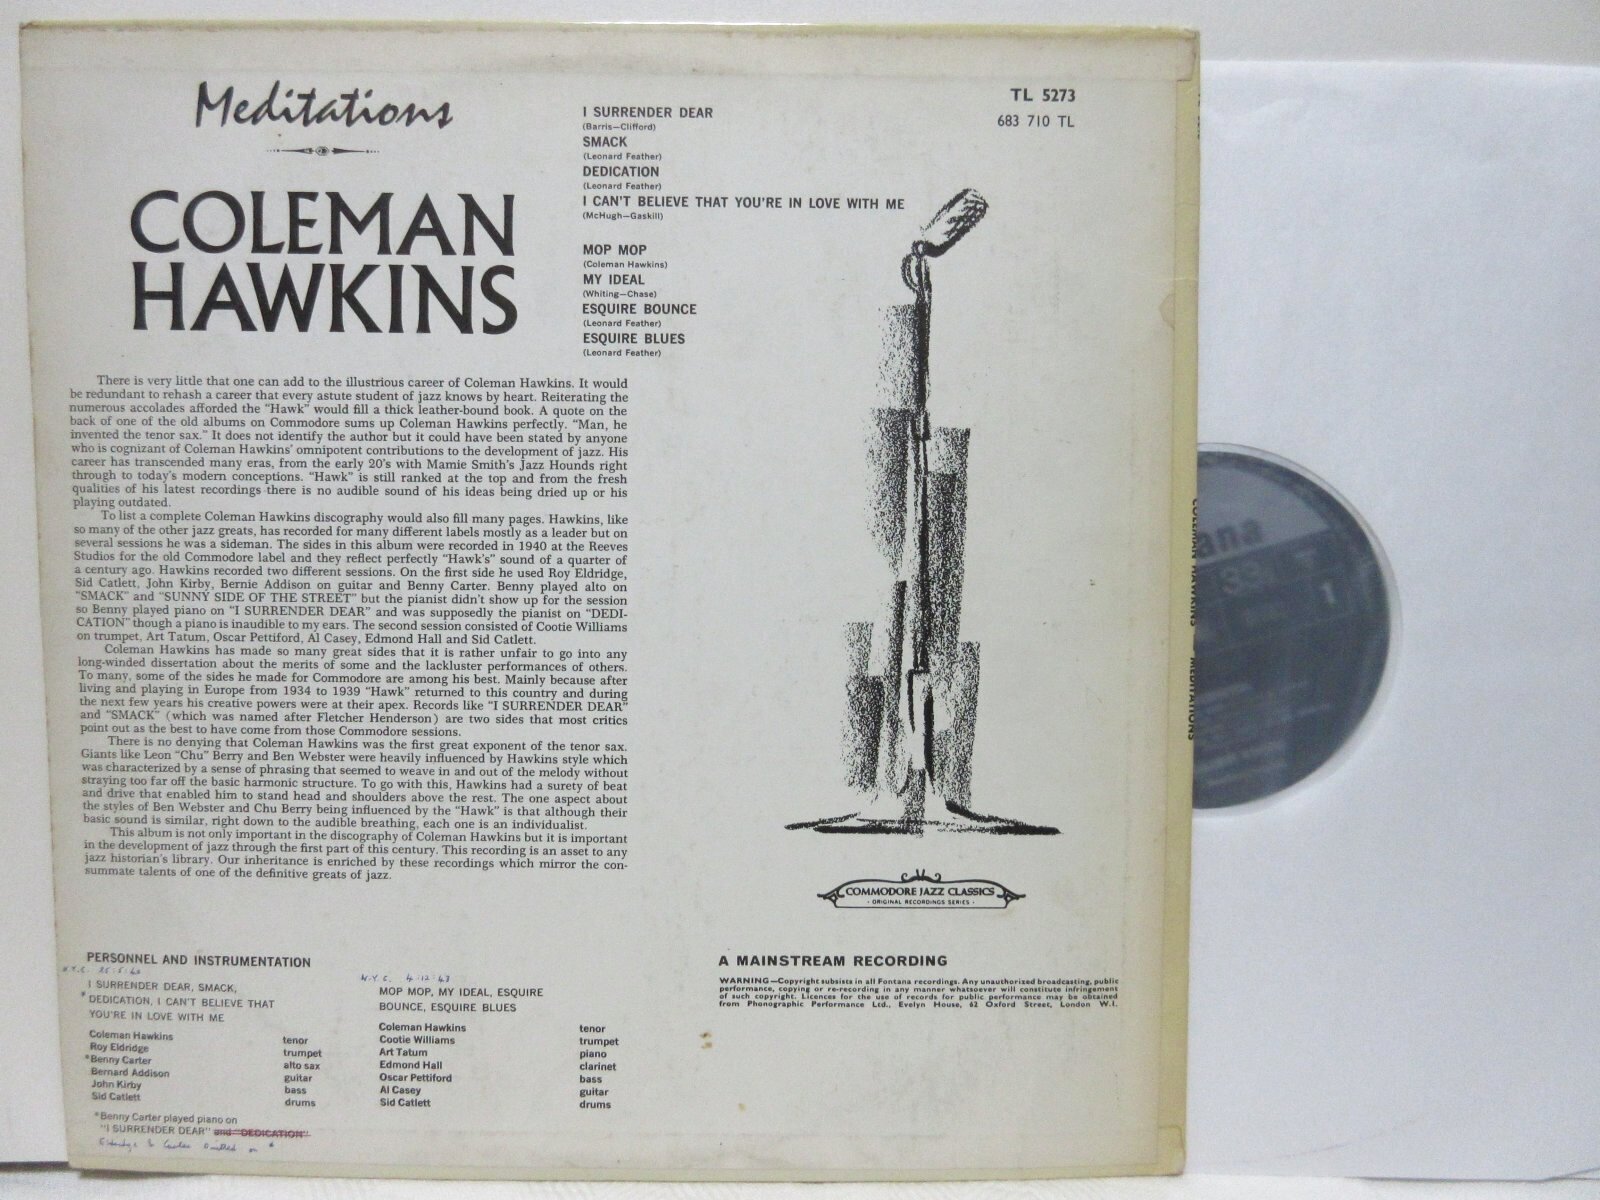 Meditations
COLEMAN
HAWKINS
I SURRENDER DEAR
(Barris—Clifford)
SMACK
(Leonard Feather)
DEDICATION
(Leonard Feather)
I CAN'T BELIEVE THAT YOU'RE IN LOVE WITH ME
(McHugh—Gaskill)
MOP MOP
(Coleman Hawkins)
MY IDEAL
(Whiting—Chase)
ESQUIRE BOUNCE
(Leonard Feather)
ESQUIRE BLUES
(Leonard Feather)
TL 5273
683 710 TL
There is very little that one can add to the illustrious career of Coleman Hawkins. It would
be redundant to rehash a career that every astute student of jazz knows by heart. Reiterating the
numerous accolades afforded the "Hawk" would fill a thick leather-bound book. A quote on the
back of one of the old albums on Commodore sums up Coleman Hawkins perfectly. "Man, he
invented the tenor sax." It does not identify the author but it could have been stated by anyone
who is cognizant of Coleman Hawkins' omnipotent contributions to the development of jazz. His
career has transcended many eras, from the early 20's with Mamie Smith's Jazz Hounds right
through to today's modern conceptions. "Hawk" is still ranked at the top and from the fresh
qualities of his latest recordings there is no audible sound of his ideas being dried up or his
playing outdated.
To list a complete Coleman Hawkins discography would also fill many pages. Hawkins, like
so many of the other jazz greats, has recorded for many different labels mostly as a leader but on
several sessions he was a sideman. The sides in this album were recorded in 1940 at the Reeves
Studios for the old Commodore label and they reflect perfectly "Hawk's" sound of a quarter of
a century ago. Hawkins recorded two different sessions. On the first side he used Roy Eldridge,
Sid Catlett, John Kirby, Bernie Addison on guitar and Benny Carter. Benny played alto on
"SMACK" and "SUNNY SIDE OF THE STREET" but the pianist didn't show up for the session
so Benny played piano on "I SURRENDER DEAR" and was supposedly the pianist on "DEDI-
CATION" though a piano is inaudible to my ears. The second session consisted of Cootie Williams
on trumpet, Art Tatum, Oscar Pettiford, Al Casey, Edmond Hall and Sid Catlett.
Coleman Hawkins has made so many great sides that it is rather unfair to go into any
long-winded dissertation about the merits of some and the lackluster performances of others.
To many, some of the sides he made for Commodore are among his best. Mainly because after
living and playing in Europe from 1934 to 1939 "Hawk" returned to this country and during
the next few years his creative powers were at their apex. Records like "I SURRENDER DEAR"
and "SMACK" (which was named after Fletcher Henderson) are two sides that most critics
point out as the best to have come from those Commodore sessions.
There is no denying that Coleman Hawkins was the first great exponent of the tenor sax.
Giants like Leon "Chu" Berry and Ben Webster were heavily influenced by Hawkins style which
was characterized by a sense of phrasing that seemed to weave in and out of the melody without
straying too far off the basic harmonic structure. To go with this, Hawkins had a surety of beat
and drive that enabled him to stand head and shoulders above the rest. The one aspect about
the styles of Ben Webster and Chu Berry being influenced by the "Hawk" is that although their
basic sound is similar, right down to the audible breathing, each one is an individualist.
This album is not only important in the discography of Coleman Hawkins but it is important
in the development of jazz through the first part of this century. This recording is an asset to any
jazz historian's library. Our inheritance is enriched by these recordings which mirror the con-
summate talents of one of the definitive greats of jazz.
COMMODORE JAZZ CLASSICS
· ORIGINAL RECORDINGS SERIES ·
A MAINSTREAM RECORDING
WARNING—Copyright subsists in all Fontana recordings. Any unauthorized broadcasting, public
performance, copying or re-recording in any manner whatsoever will constitute infringement
of such copyright. Licences for the use of records for public performance may be obtained
from Phonographic Performance Ltd., Evelyn House, 62 Oxford Street, London W.1.
PERSONNEL AND INSTRUMENTATION
N.Y.C. 25:5:40
I SURRENDER DEAR, SMACK,
*DEDICATION, I CAN'T BELIEVE THAT
YOU'RE IN LOVE WITH ME
Coleman Hawkins tenor
Roy Eldridge trumpet
*Benny Carter alto sax
Bernard Addison guitar
John Kirby bass
Sid Catlett drums
*Benny Carter played piano on
"I SURRENDER DEAR" and "DEDICATION".
Eldridge & Carter omitted on *
N.Y.C. 4:12:43
MOP MOP, MY IDEAL, ESQUIRE
BOUNCE, ESQUIRE BLUES
Coleman Hawkins tenor
Cootie Williams trumpet
Art Tatum piano
Edmond Hall clarinet
Oscar Pettiford bass
Al Casey guitar
Sid Catlett drums
COLEMAN HAWKINS MEDITATIONS
ana
1